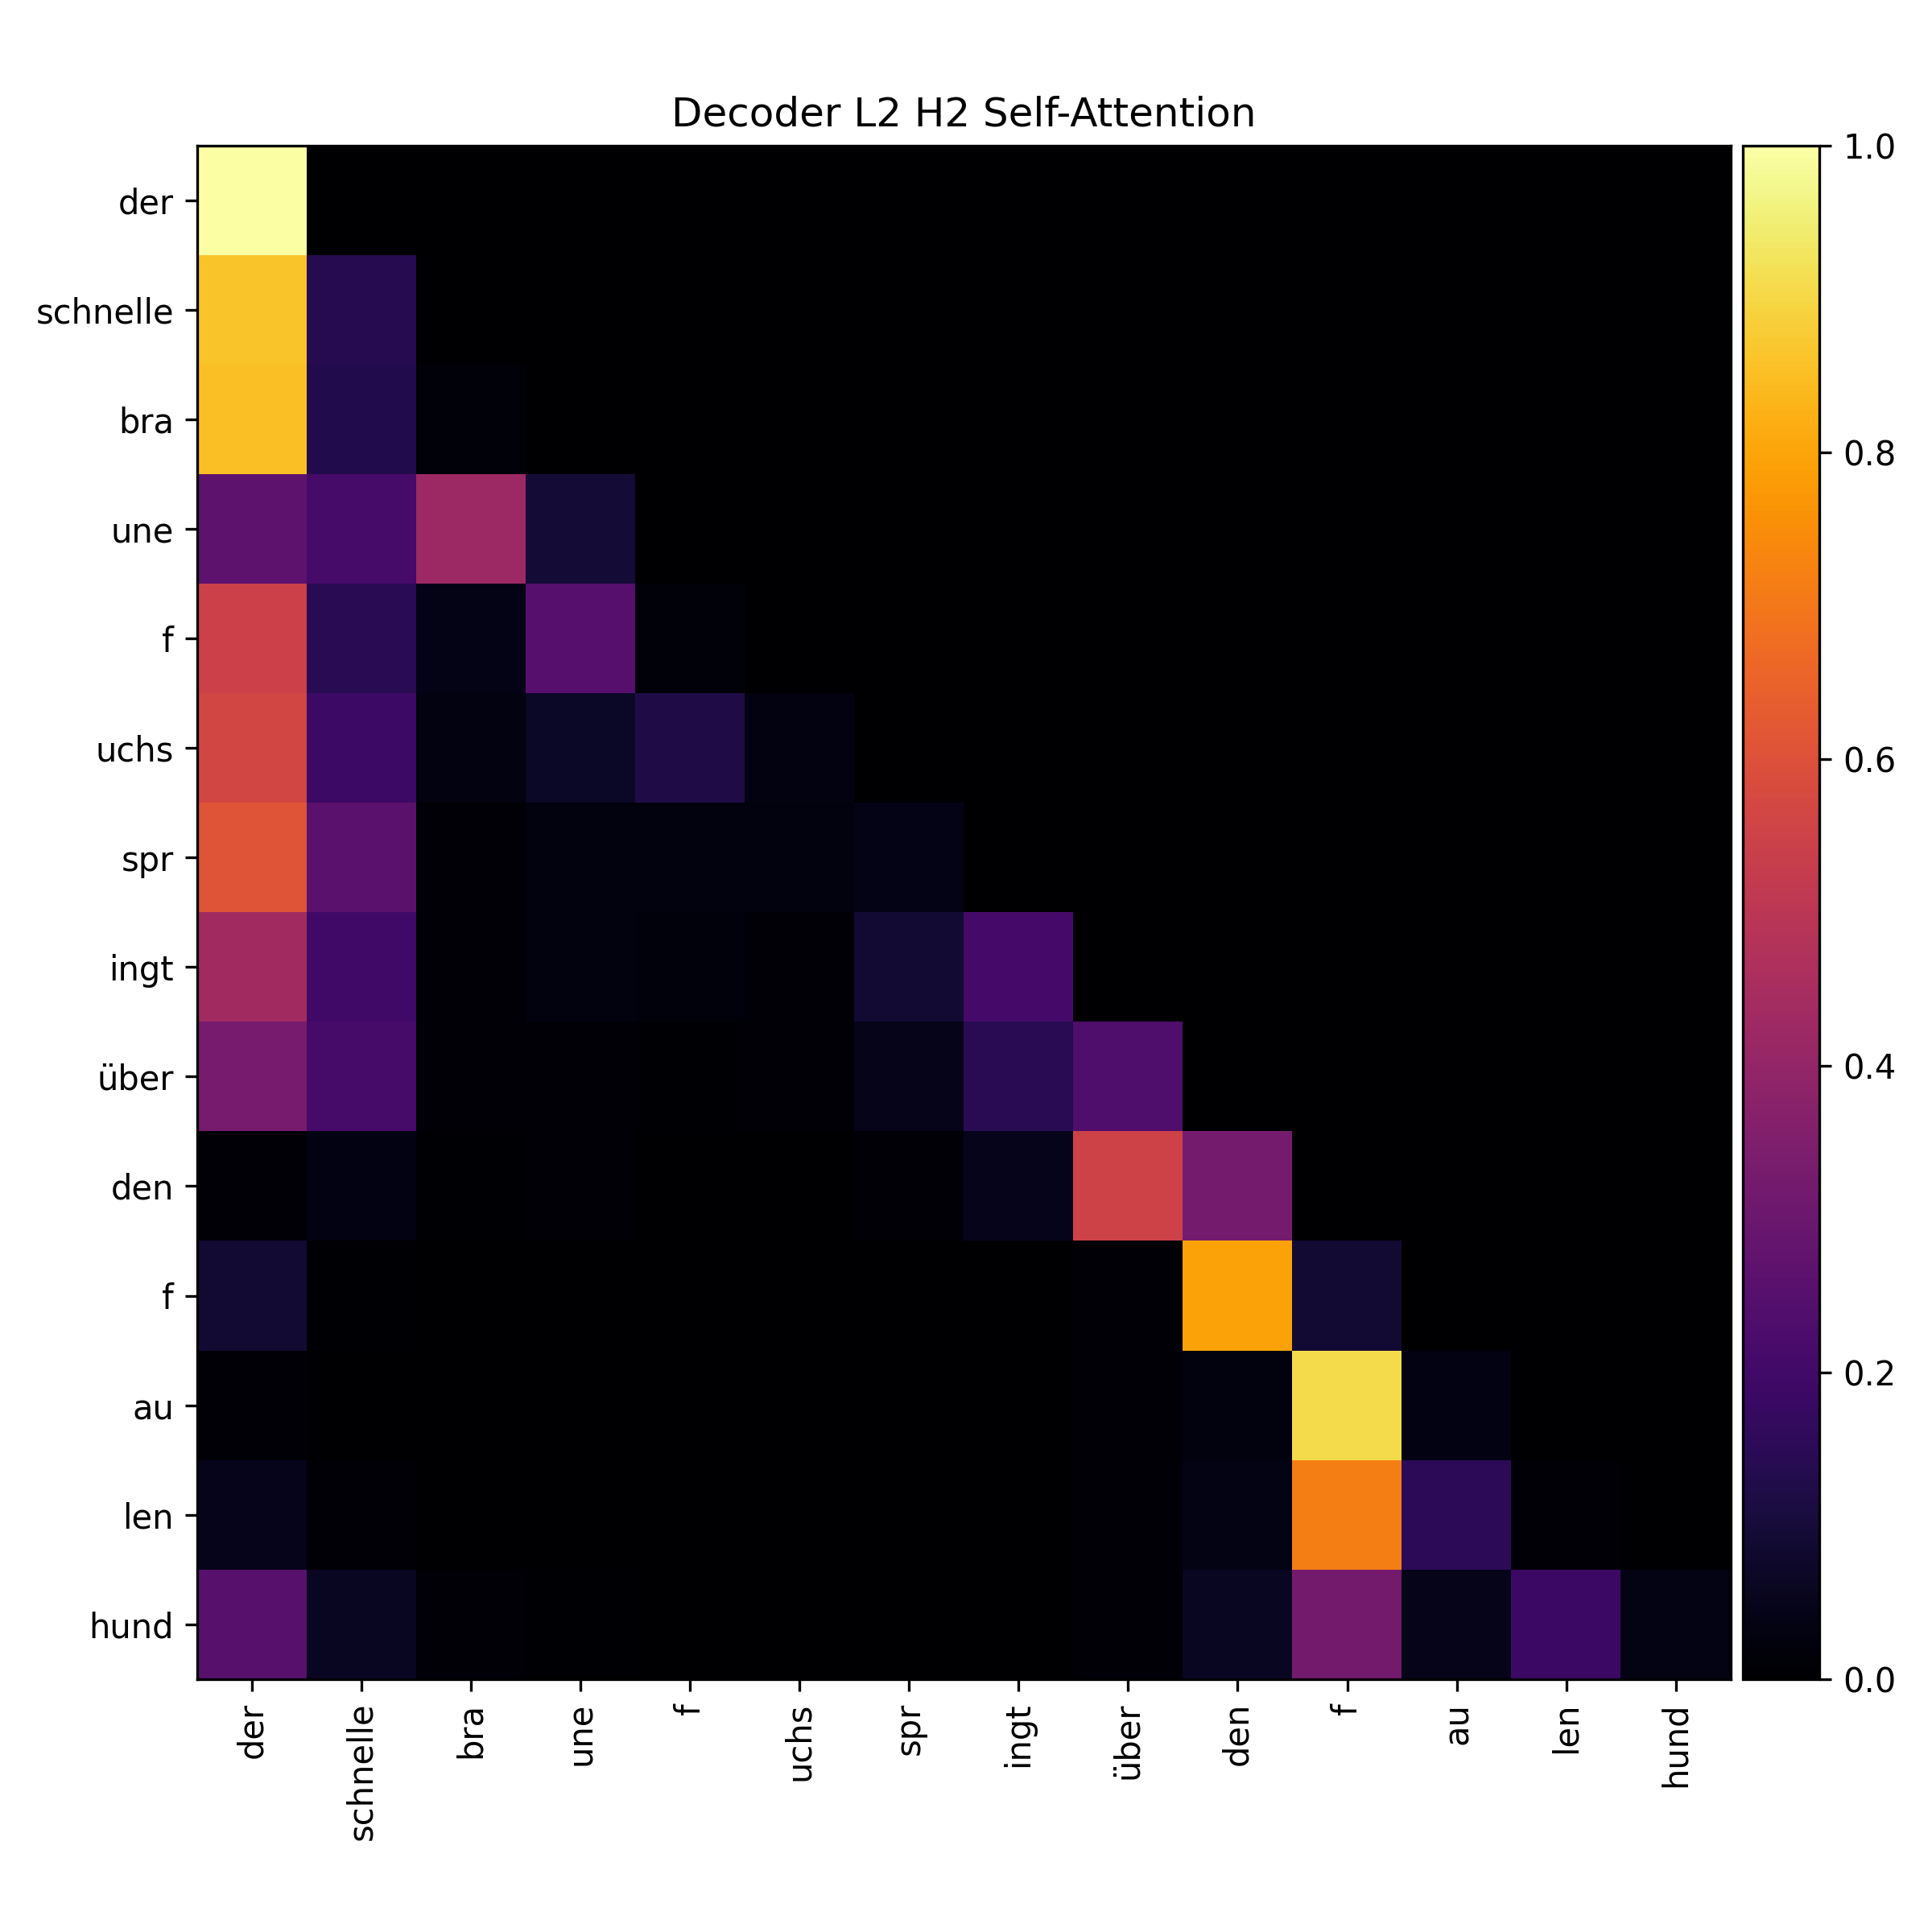 Decoder L2 H2 Self-Attention
der
schnelle
bra
une
f
uchs
spr
ingt
über
den
f
au
len
hund
der
schnelle
bra
une
f
uchs
spr
ingt
über
den
f
au
len
hund
1.0
0.8
0.6
0.4
0.2
0.0